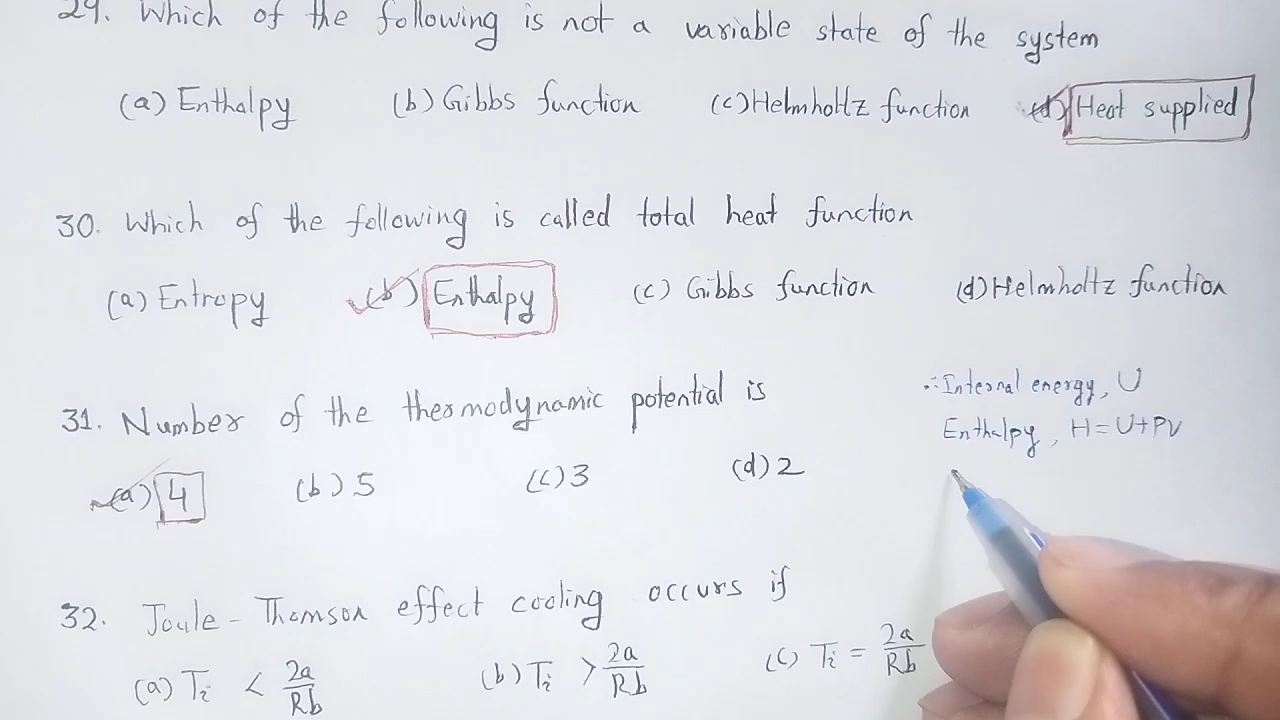 29. Which of the following is not a variable state of the system
(a) Enthalpy (b) Gibbs function (c) Helmholtz function (d) Heat supplied
30. Which of the following is called total heat function
(a) Entropy (b) Enthalpy (c) Gibbs function (d) Helmholtz function
31. Number of the thermodynamic potential is
(a) 4 (b) 5 (c) 3 (d) 2
∴ Internal energy, U
Enthalpy, H = U + PV
32. Joule - Thomson effect cooling occurs if
(a) Ti < 2a/Rb (b) Ti > 2a/Rb (c) Ti = 2a/Rb